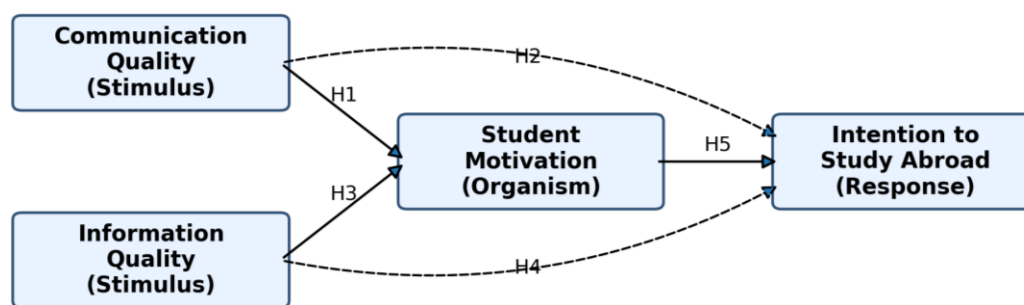 Communication
Quality
(Stimulus)
H2
H1
Student
Motivation
(Organism)
H5
Intention to
Study Abroad
(Response)
H3
Information
Quality
(Stimulus)
H4